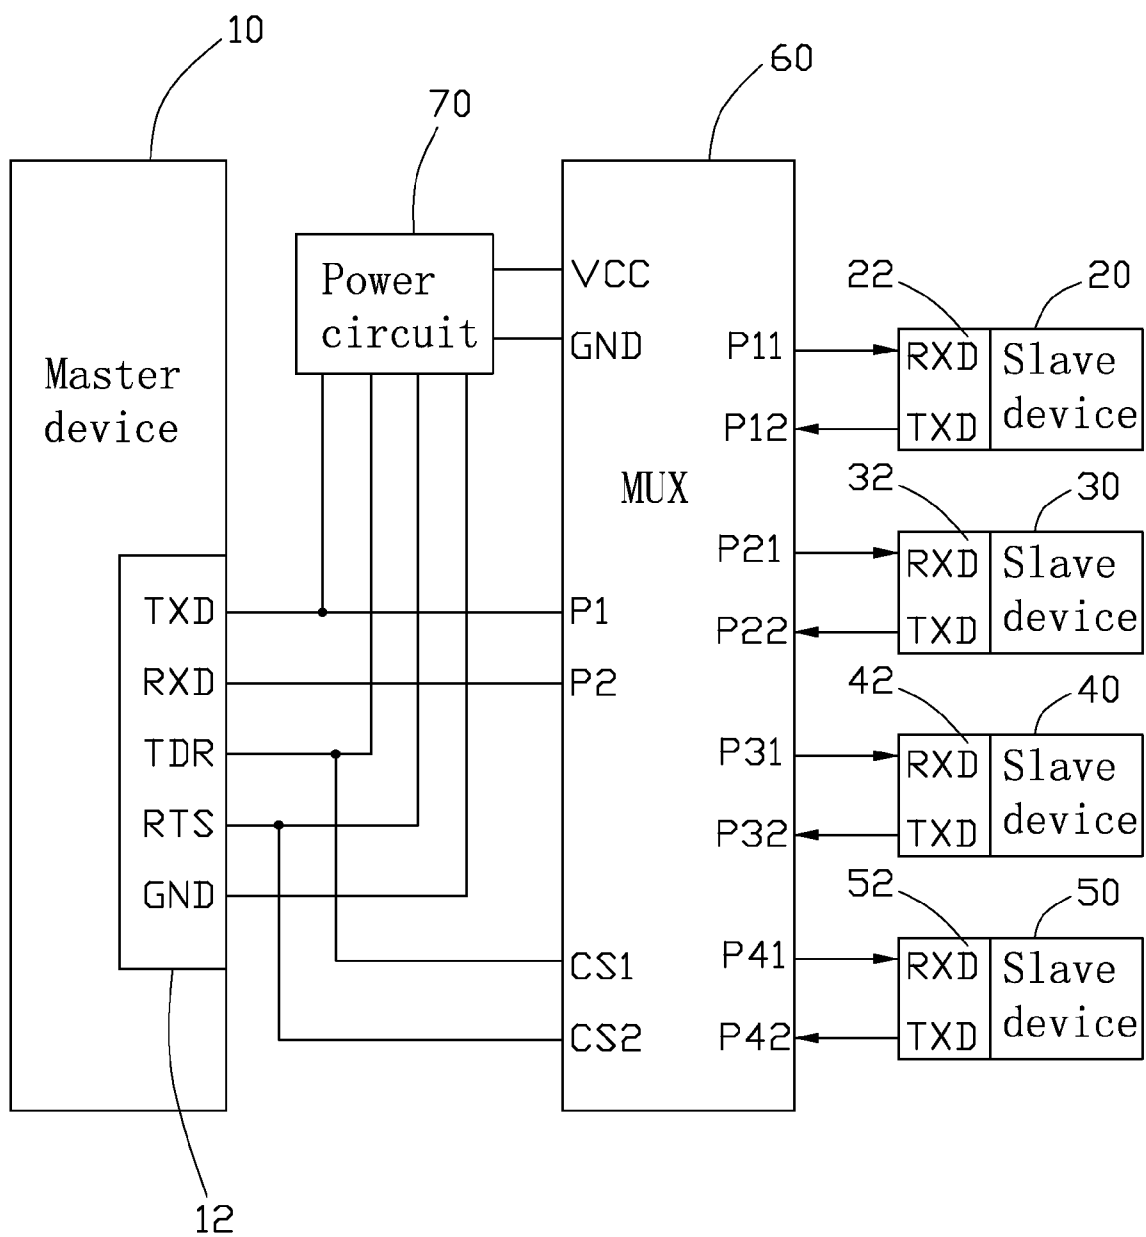 10
60
70
Power
circuit
VCC
GND
Master
device
MUX
TXD
RXD
TDR
RTS
GND
12
P1
P2
CS1
CS2
P11
P12
P21
P22
P31
P32
P41
P42
22
20
RXD
TXD
Slave
device
32
30
RXD
TXD
Slave
device
42
40
RXD
TXD
Slave
device
52
50
RXD
TXD
Slave
device